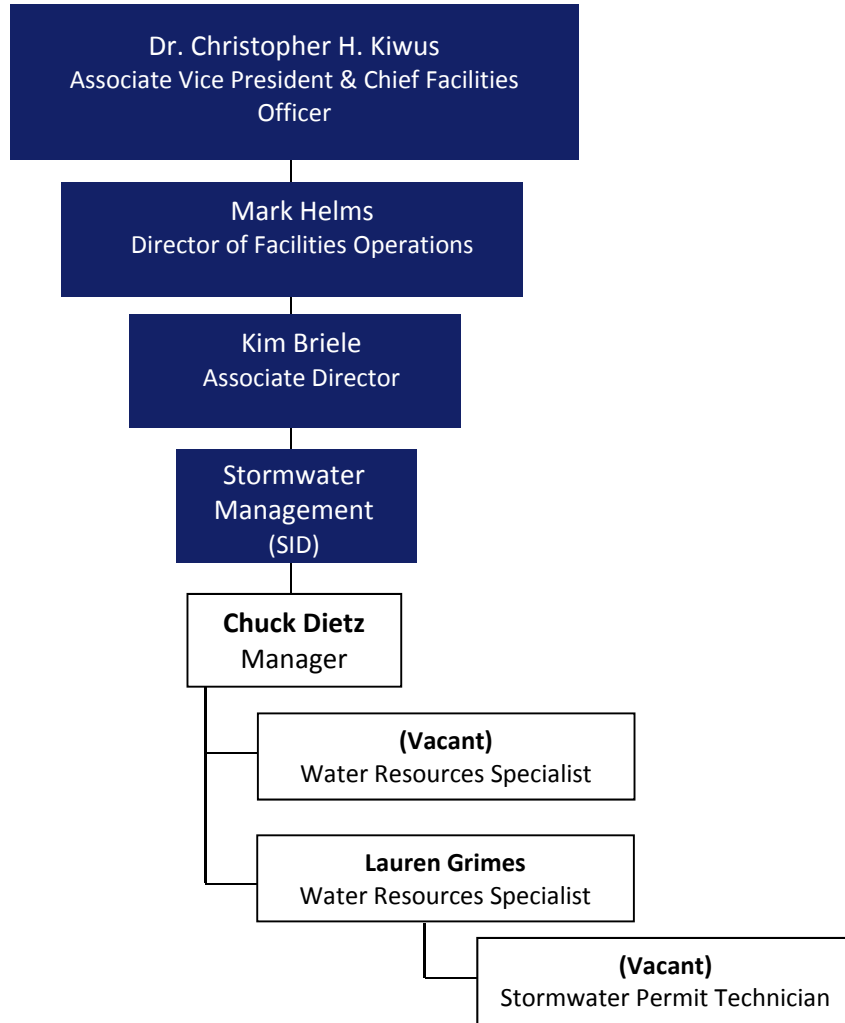 Dr. Christopher H. Kiwus
Associate Vice President & Chief Facilities
Officer
Mark Helms
Director of Facilities Operations
Kim Briele
Associate Director
Stormwater
Management
(SID)
Chuck Dietz
Manager
(Vacant)
Water Resources Specialist
Lauren Grimes
Water Resources Specialist
(Vacant)
Stormwater Permit Technician